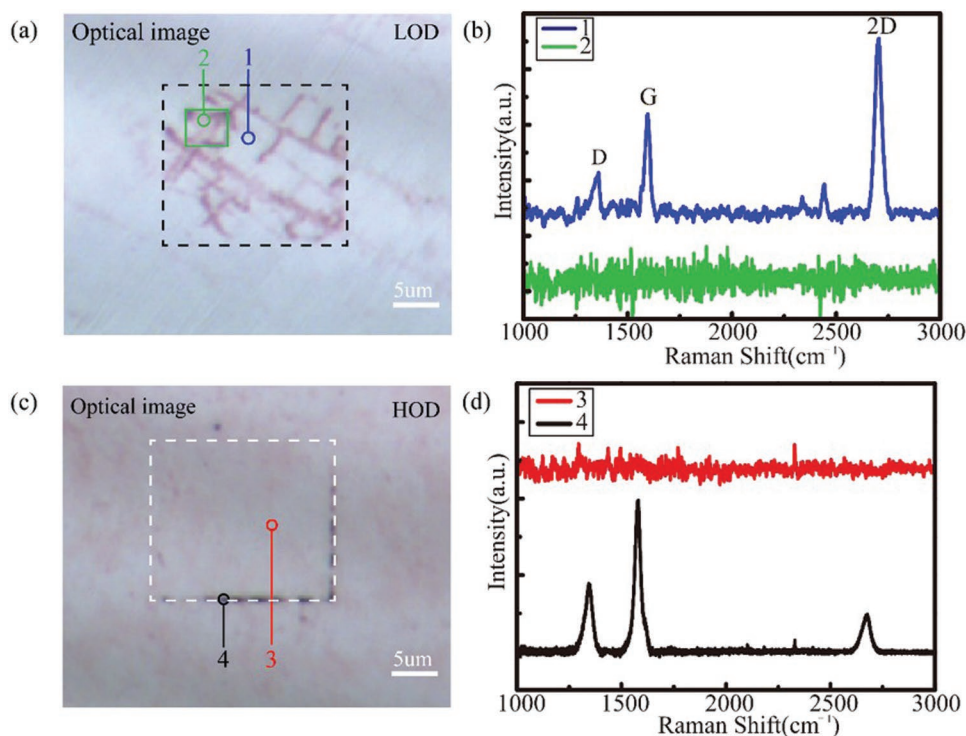 (a)
Optical image
LOD
2
1
5um
(b)
1
2
D
G
2D
Intensity(a.u.)
1000 1500 2000 2500 3000
Raman Shift(cm⁻¹)
(c)
Optical image
HOD
4
3
5um
(d)
3
4
Intensity(a.u.)
1000 1500 2000 2500 3000
Raman Shift(cm⁻¹)